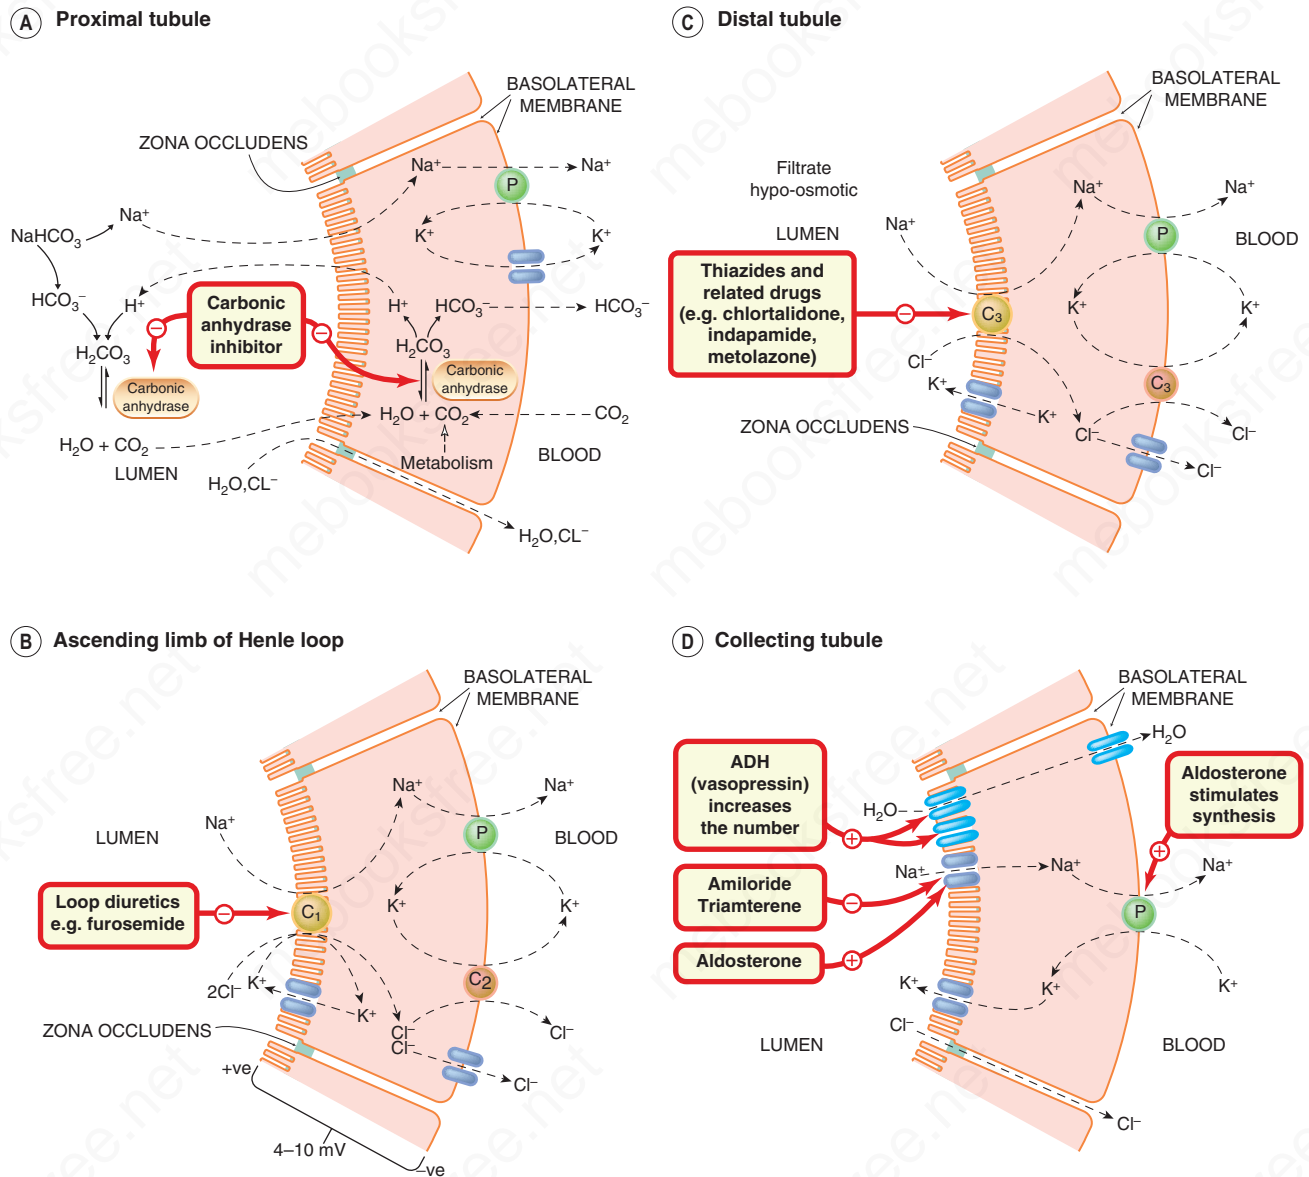 A Proximal tubule
BASOLATERAL
MEMBRANE
ZONA OCCLUDENS
Na⁺
Na⁺
P
Na⁺
NaHCO₃
K⁺
K⁺
HCO₃⁻
H⁺
Carbonic
anhydrase
inhibitor
–
–
H⁺
HCO₃⁻
HCO₃⁻
H₂CO₃
H₂CO₃
Carbonic
anhydrase
Carbonic
anhydrase
H₂O + CO₂
CO₂
H₂O + CO₂
LUMEN
Metabolism
BLOOD
H₂O,CL⁻
H₂O,CL⁻
C Distal tubule
BASOLATERAL
MEMBRANE
Filtrate
hypo-osmotic
Na⁺
Na⁺
Na⁺
LUMEN
P
BLOOD
Thiazides and
related drugs
(e.g. chlortalidone,
indapamide,
metolazone)
–
C₃
K⁺
K⁺
Cl⁻
K⁺
C₃
K⁺
ZONA OCCLUDENS
Cl⁻
Cl⁻
Cl⁻
B Ascending limb of Henle loop
BASOLATERAL
MEMBRANE
Na⁺
Na⁺
Na⁺
LUMEN
P
BLOOD
Loop diuretics
e.g. furosemide
–
C₁
K⁺
K⁺
2Cl⁻
K⁺
C2
K⁺
ZONA OCCLUDENS
Cl⁻
Cl⁻
Cl⁻
Cl⁻
+ve
4–10 mV
–ve
D Collecting tubule
BASOLATERAL
MEMBRANE
H₂O
ADH
(vasopressin)
increases
the number
+
H₂O
Aldosterone
stimulates
synthesis
+
Na⁺
Na⁺
Na⁺
Amiloride
Triamterene
–
P
Aldosterone
+
K⁺
K⁺
K⁺
Cl⁻
LUMEN
BLOOD
Cl⁻
mebooksfree.net